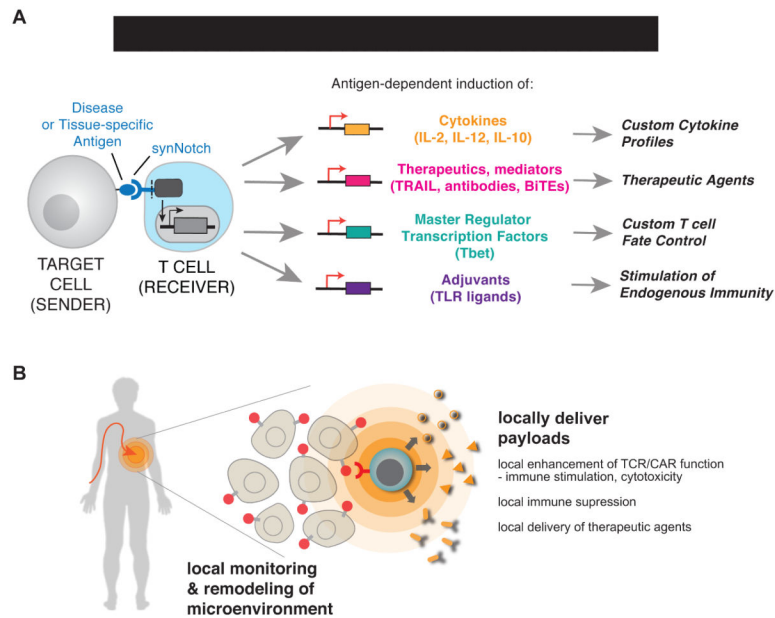 A
Antigen-dependent induction of:
Disease
or Tissue-specific
Antigen
synNotch
TARGET
CELL
(SENDER)
T CELL
(RECEIVER)
Cytokines
(IL-2, IL-12, IL-10)
Custom Cytokine
Profiles
Therapeutics, mediators
(TRAIL, antibodies, BiTEs)
Therapeutic Agents
Master Regulator
Transcription Factors
(Tbet)
Custom T cell
Fate Control
Adjuvants
(TLR ligands)
Stimulation of
Endogenous Immunity
B
locally deliver
payloads
local enhancement of TCR/CAR function
- immune stimulation, cytotoxicity
local immune supression
local delivery of therapeutic agents
local monitoring
& remodeling of
microenvironment